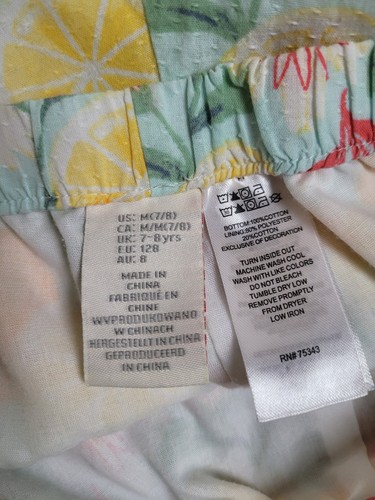 US: M(7/8)
CA: M/M(7/8)
UK: 7-8yrs
EU: 128
AU: 8
MADE IN
CHINA
FABRIQUÉ EN
CHINE
WYPRODUKOWANO
W CHINACH
HERGESTELLT IN CHINA
GEPRODUCEERD
IN CHINA
BOTTOM:100%COTTON
LINING:80% POLYESTER
20%COTTON
EXCLUSIVE OF DECORATION
TURN INSIDE OUT
MACHINE WASH COOL
WASH WITH LIKE COLORS
DO NOT BLEACH
TUMBLE DRY LOW
REMOVE PROMPTLY
FROM DRYER
LOW IRON
RN# 75343